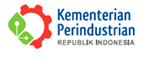 Kementerian
Perindustrian
REPUBLIK INDONESIA